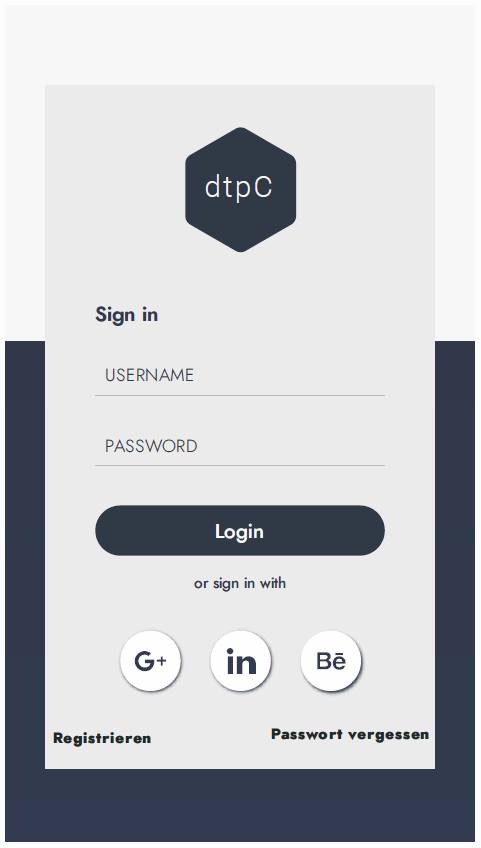 dtpC
Sign in
USERNAME
PASSWORD
Login
or sign in with
G+
in
Bē
Registrieren
Passwort vergessen